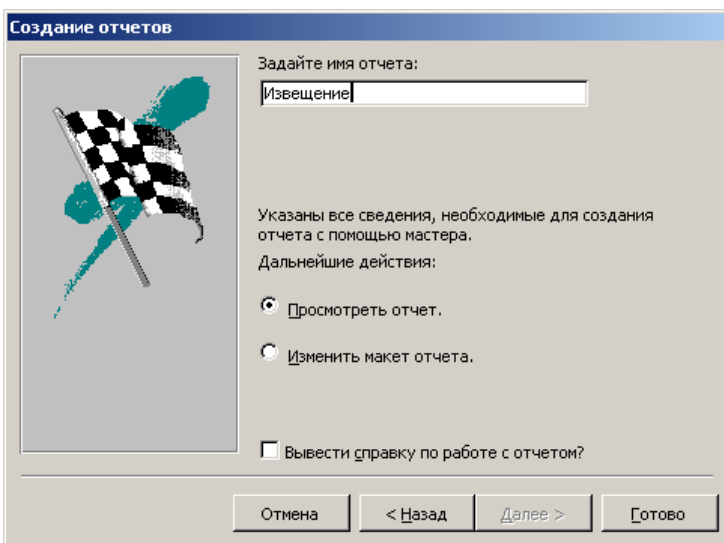 Создание отчетов
Задайте имя отчета:
Извещение
Указаны все сведения, необходимые для создания
отчета с помощью мастера.
Дальнейшие действия:
Просмотреть отчет.
Изменить макет отчета.
Вывести справку по работе с отчетом?
Отмена
< Назад
Далее >
Готово